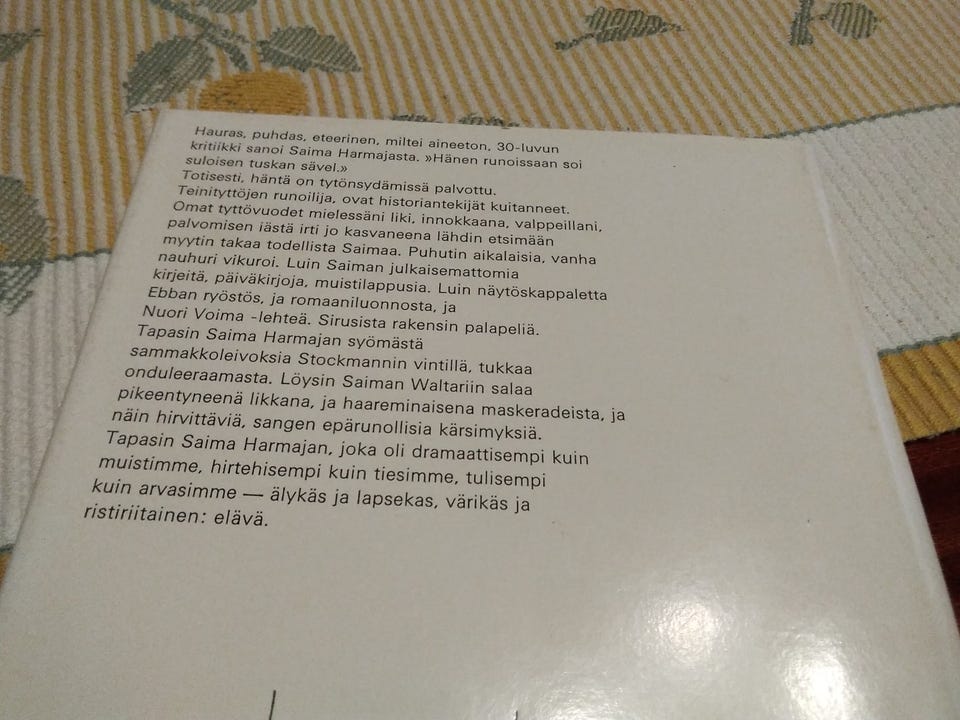 Hauras, puhdas, eteerinen, miltei aineeton, 30-luvun
kritiikki sanoi Saima Harmajasta. »Hänen runoissaan soi
suloisen tuskan sävel.»
Totisesti, häntä on tytönsydämissä palvottu.
Teinityttöjen runoilija, ovat historiantekijät kuitanneet.
Omat tyttövuodet mielessäni liki, innokkaana, valppeillani,
palvomisen iästä irti jo kasvaneena lähdin etsimään
myytin takaa todellista Saimaa. Puhutin aikalaisia, vanha
nauhuri vikuroi. Luin Saiman julkaisemattomia
kirjeitä, päiväkirjoja, muistilappusia. Luin näytöskappaletta
Ebban ryöstös, ja romaaniluonnosta, ja
Nuori Voima -lehteä. Sirusista rakensin palapeliä.
Tapasin Saima Harmajan syömästä
sammakkoleivoksia Stockmannin vintillä, tukkaa
onduleeraamasta. Löysin Saiman Waltariin salaa
pikeentyneenä likkana, ja haareminaisena maskeradeista, ja
näin hirvittäviä, sangen epärunollisia kärsimyksiä.
Tapasin Saima Harmajan, joka oli dramaattisempi kuin
muistimme, hirtehisempi kuin tiesimme, tulisempi
kuin arvasimme — älykäs ja lapsekas, värikäs ja
ristiriitainen: elävä.